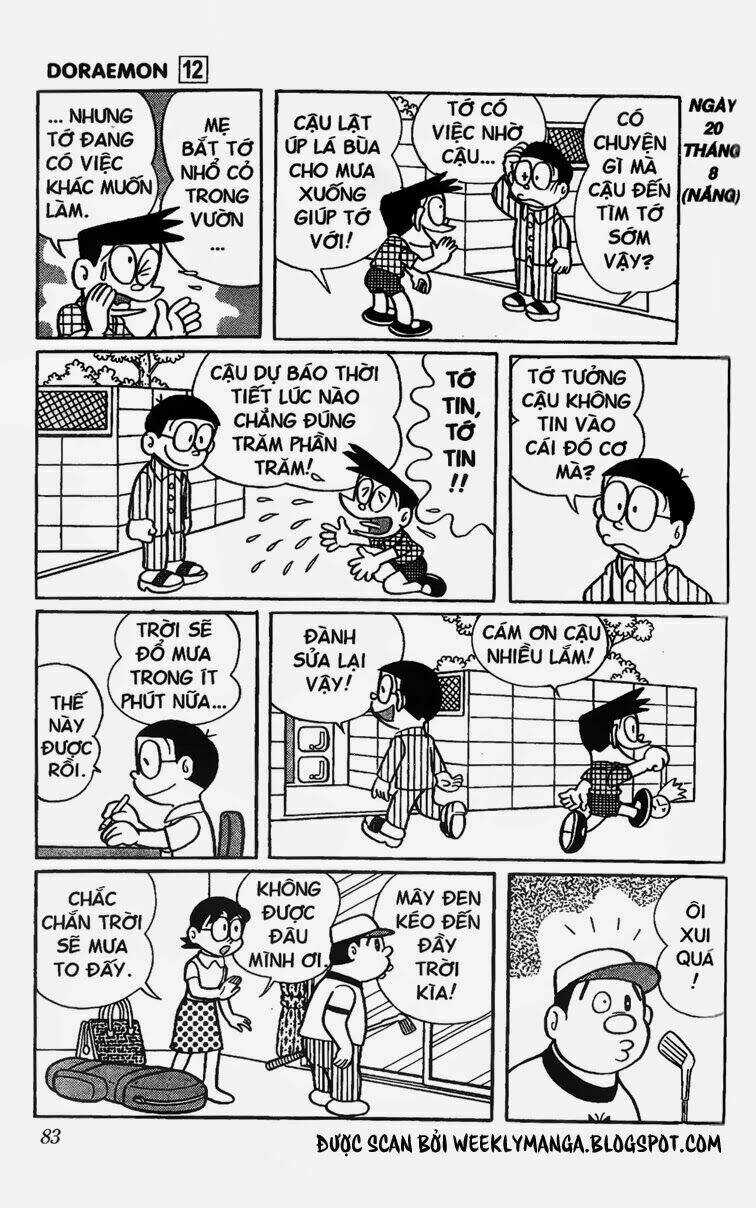 DORAEMON 12
NGÀY
20
THÁNG
8
(NẮNG)
CÓ
CHUYỆN
GÌ MÀ
CẬU ĐẾN
TÌM TỚ
SỚM
VẬY?
TỚ CÓ
VIỆC NHỜ
CẬU...
CẬU LẬT
ÚP LÁ BÙA
CHO MƯA
XUỐNG
GIÚP TỚ
VỚI!
MẸ
BẮT TỚ
NHỔ CỎ
TRONG
VƯỜN
...
... NHƯNG
TỚ ĐANG
CÓ VIỆC
KHÁC MUỐN
LÀM.
TỚ TƯỞNG
CẬU KHÔNG
TIN VÀO
CÁI ĐÓ CƠ
MÀ?
TỚ
TIN,
TỚ
TIN
!!
CẬU DỰ BÁO THỜI
TIẾT LÚC NÀO
CHẲNG ĐÚNG
TRĂM PHẦN
TRĂM!
CÁM ƠN CẬU
NHIỀU LẮM!
ĐÀNH
SỬA LẠI
VẬY!
TRỜI SẼ
ĐỔ MƯA
TRONG ÍT
PHÚT NỮA...
THẾ
NÀY
ĐƯỢC
RỒI.
ÔI
XUI
QUÁ
!
MÂY ĐEN
KÉO ĐẾN
ĐẦY
TRỜI
KÌA!
KHÔNG
ĐƯỢC
ĐÂU
MÌNH ƠI.
CHẮC
CHẮN TRỜI
SẼ MƯA
TO ĐẤY.
83
ĐƯỢC SCAN BỞI WEEKLYMANGA.BLOGSPOT.COM